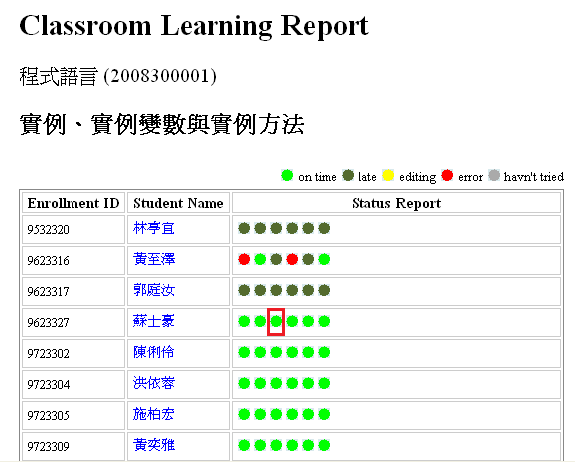 Classroom Learning Report
程式語言 (2008300001)
實例、實例變數與實例方法
on time late editing error havn't tried
Enrollment ID Student Name Status Report
9532320 林亭宜
9623316 黃至澤
9623317 郭庭汝
9623327 蘇士豪
9723302 陳俐伶
9723304 洪依蓉
9723305 施柏宏
9723309 黃奕雅